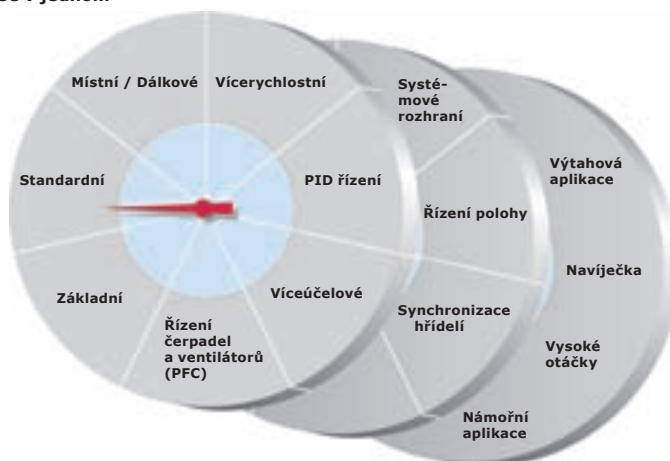 Místní / Dálkové
Vícerychlostní
Standardní
PID řízení
Základní
Víceúčelové
Řízení
čerpadel
a ventilátorů
(PFC)
Systé-
mové
rozhraní
Řízení polohy
Synchronizace
hřídelí
Výtahová
aplikace
Navíječka
Vysoké
otáčky
Námořní
aplikace